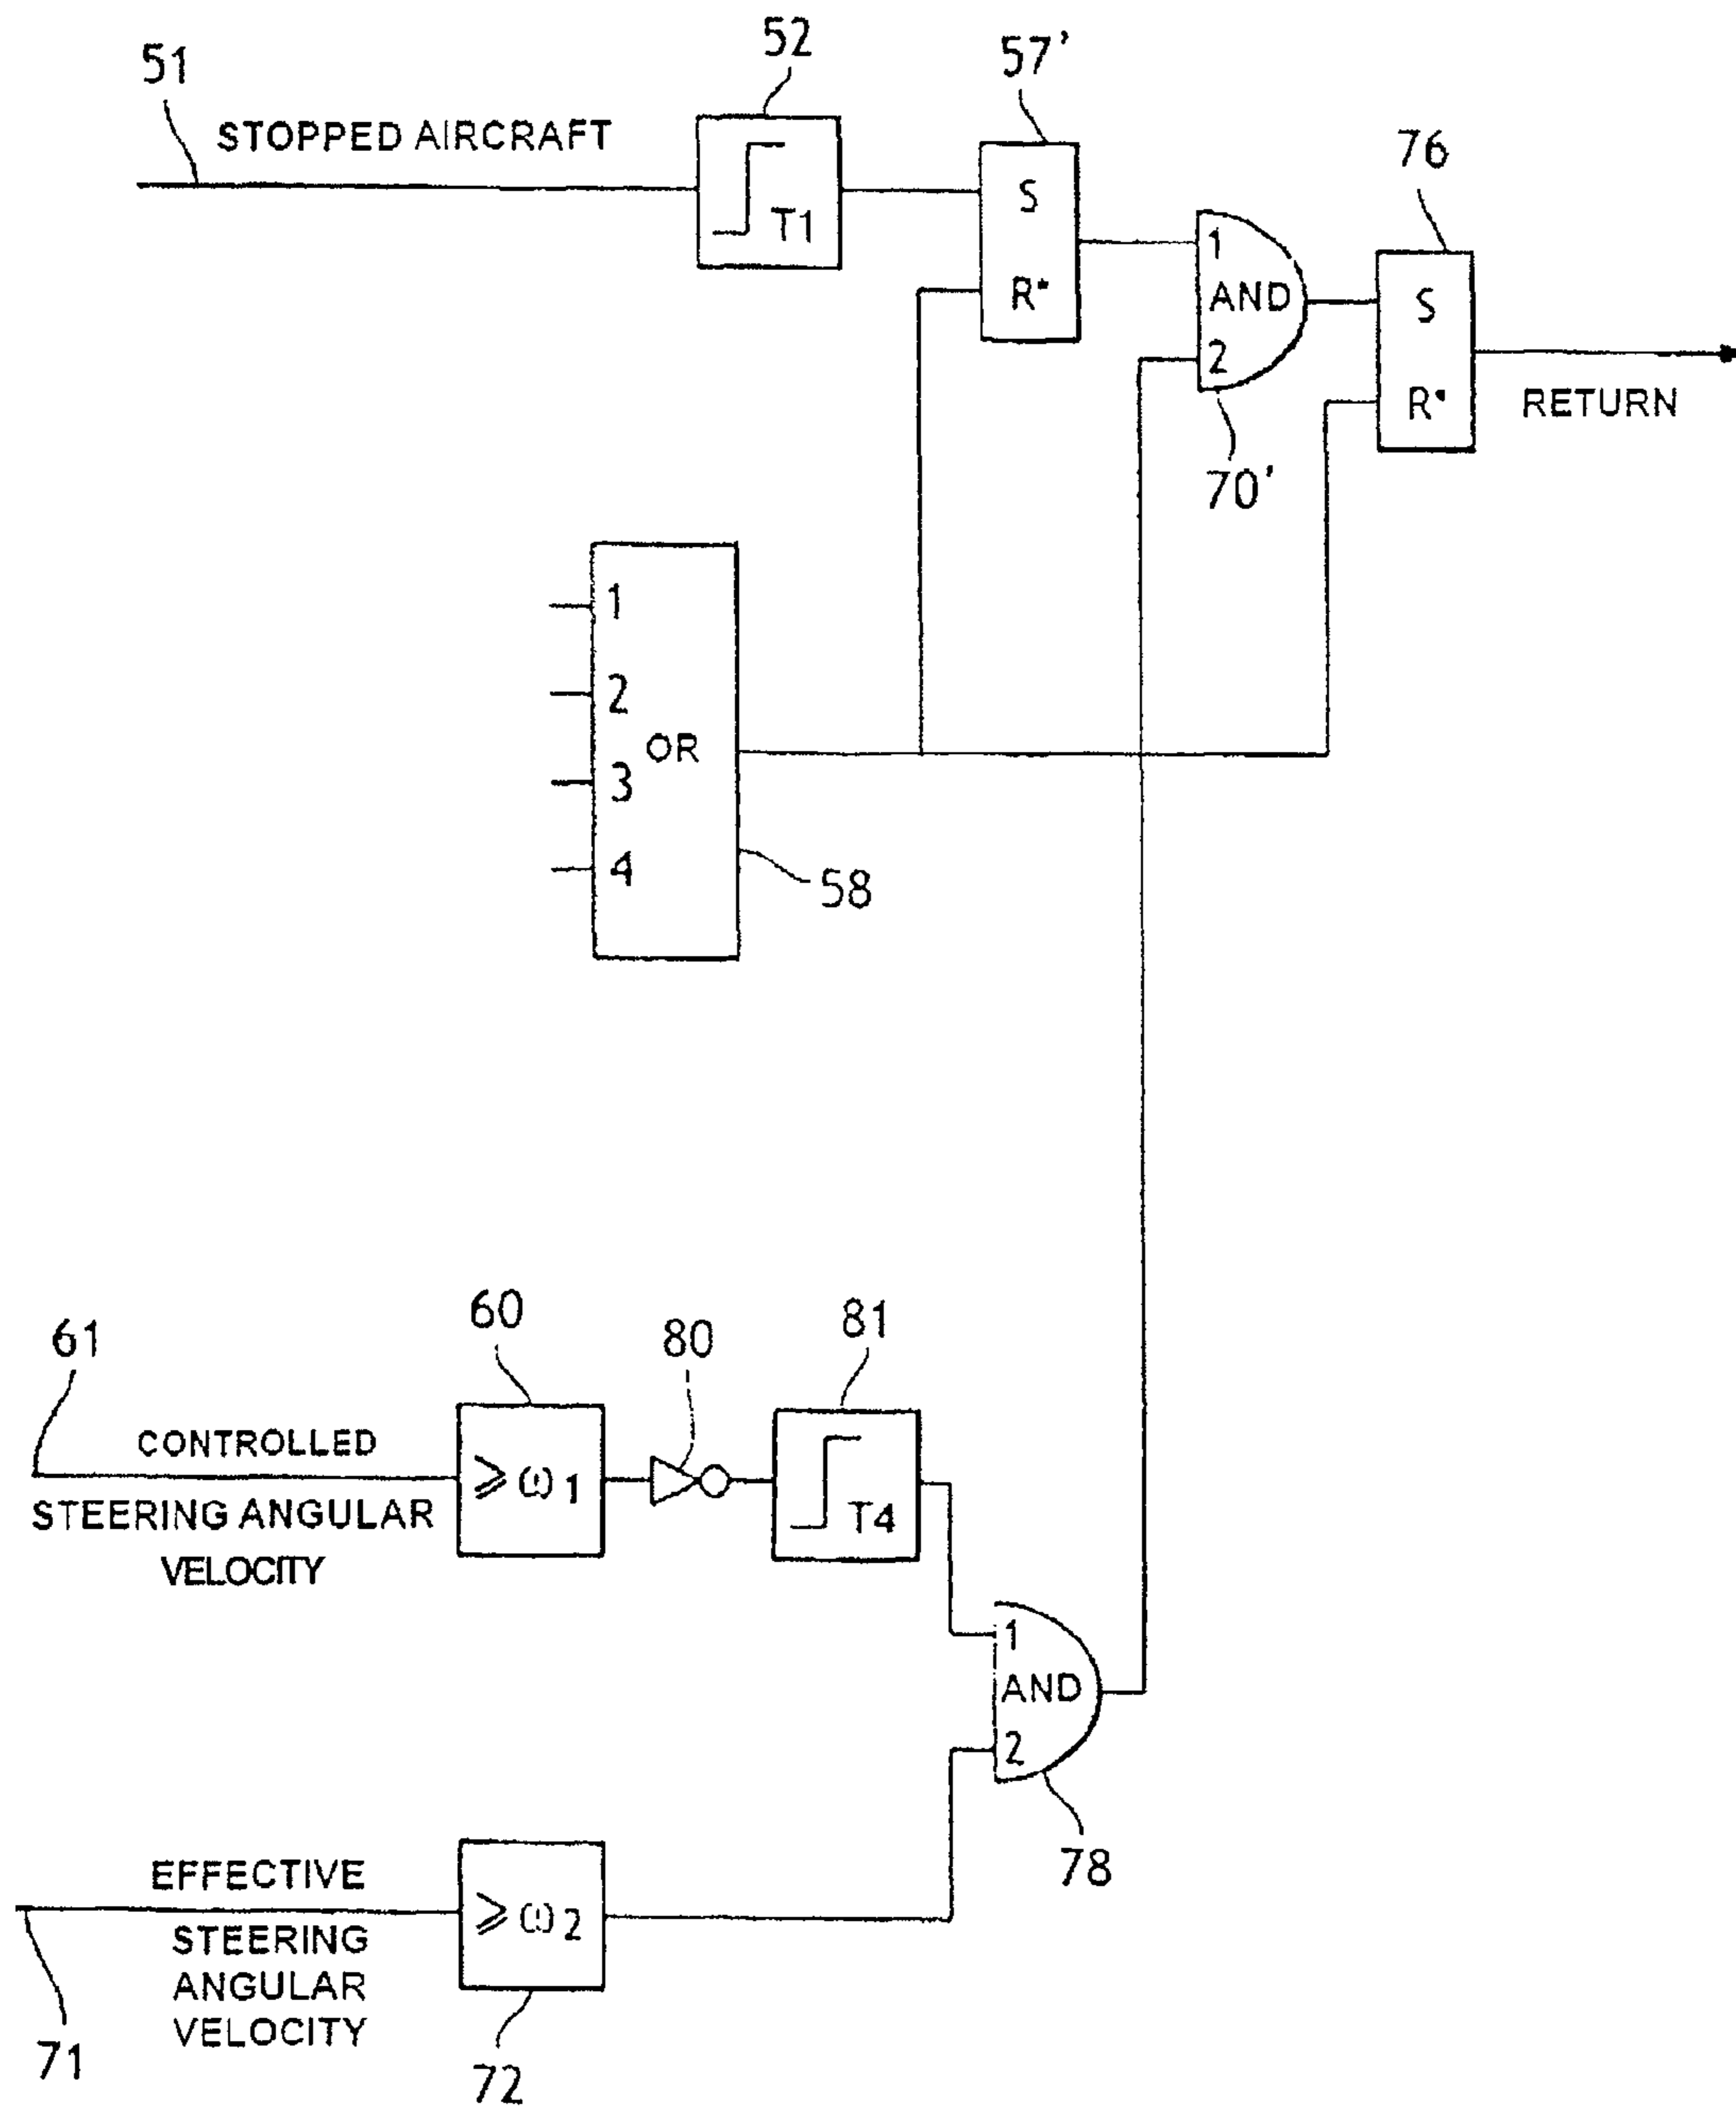 51
STOPPED AIRCRAFT
52
T1
57'
S
R*
1
AND
2
70'
76
S
R*
RETURN
1
2
OR
3
4
58
61
CONTROLLED
STEERING ANGULAR
VELOCITY
60
≥ ω1
80
81
T4
1
AND
2
78
EFFECTIVE
STEERING
ANGULAR
VELOCITY
71
≥ ω2
72